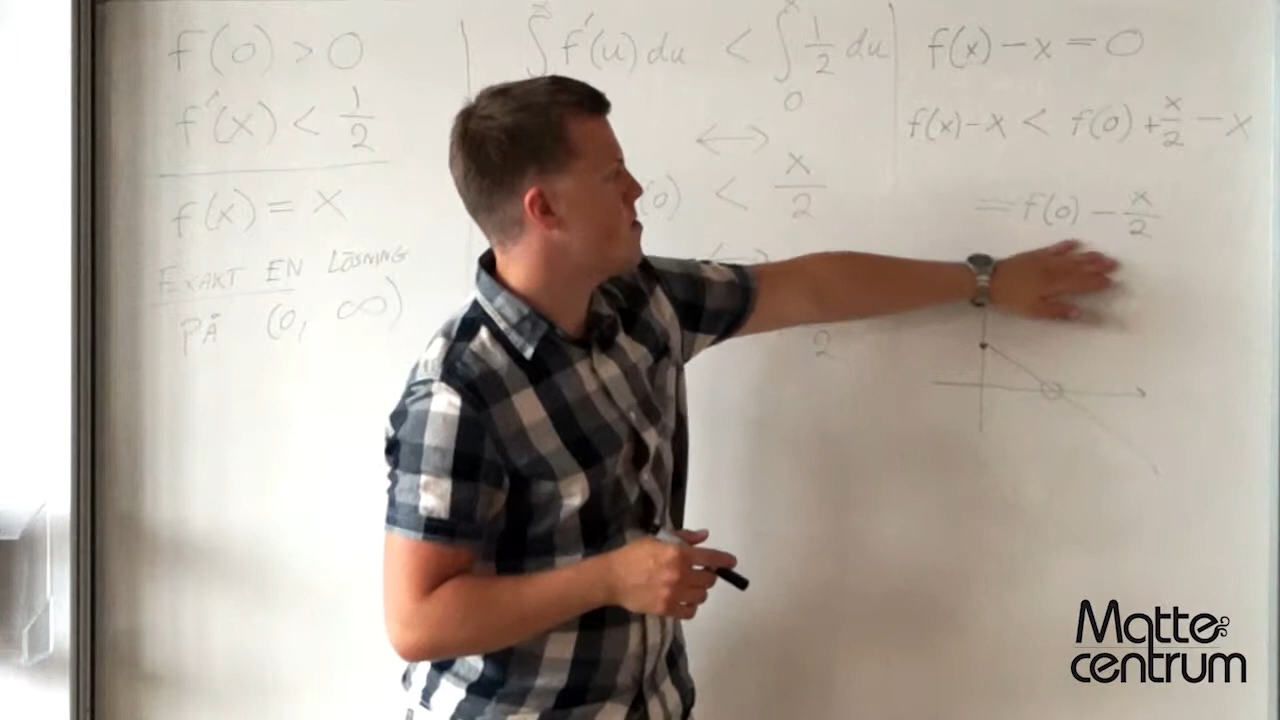 f(0) > 0
f'(x) < 1/2
f(x) = x
EXAKT EN LÖSNING
PÅ (0, ∞)
∫₀ˣ f'(u) du < ∫₀ˣ 1/2 du
↔
(0) < x/2
↔
2
f(x) - x = 0
f(x) - x < f(0) + x/2 - x
= f(0) - x/2
Matte
centrum